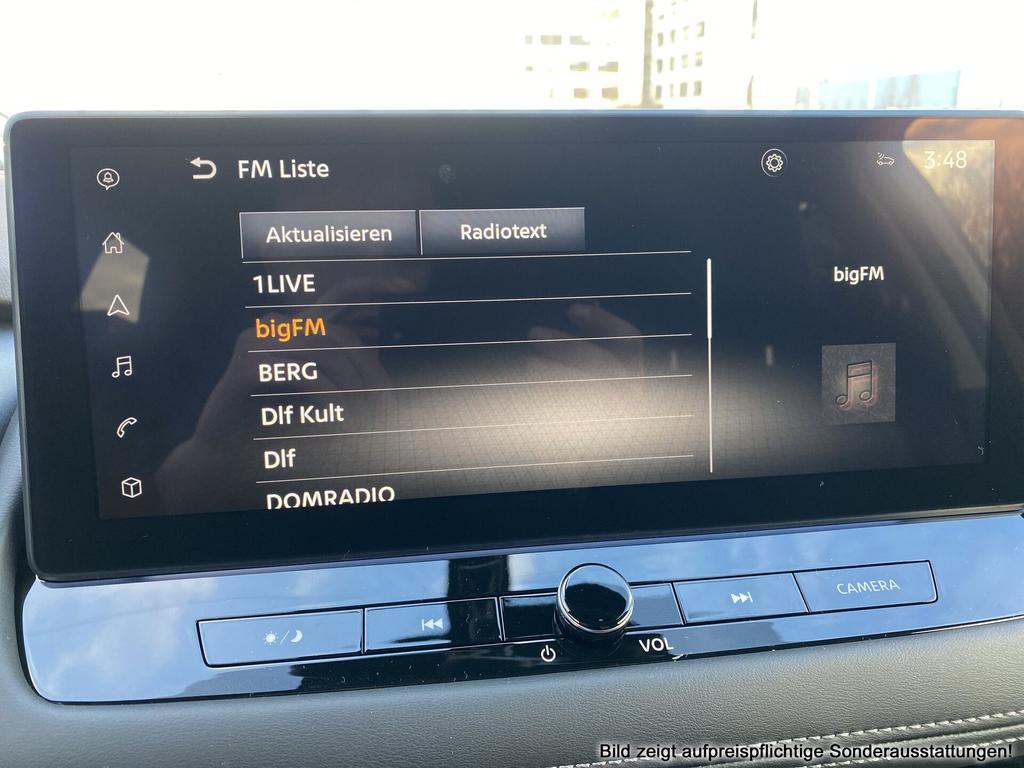 FM Liste
3:48
Aktualisieren
Radiotext
1LIVE
bigFM
BERG
Dlf Kult
Dlf
DOMRADIO
bigFM
CAMERA
VOL
Bild zeigt aufpreispflichtige Sonderausstattungen!